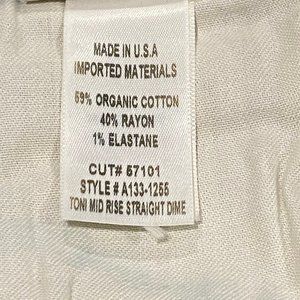 MADE IN U.S.A
IMPORTED MATERIALS
59% ORGANIC COTTON
40% RAYON
1% ELASTANE
CUT# 57101
STYLE # A133-1255
TONI MID RISE STRAIGHT DIME